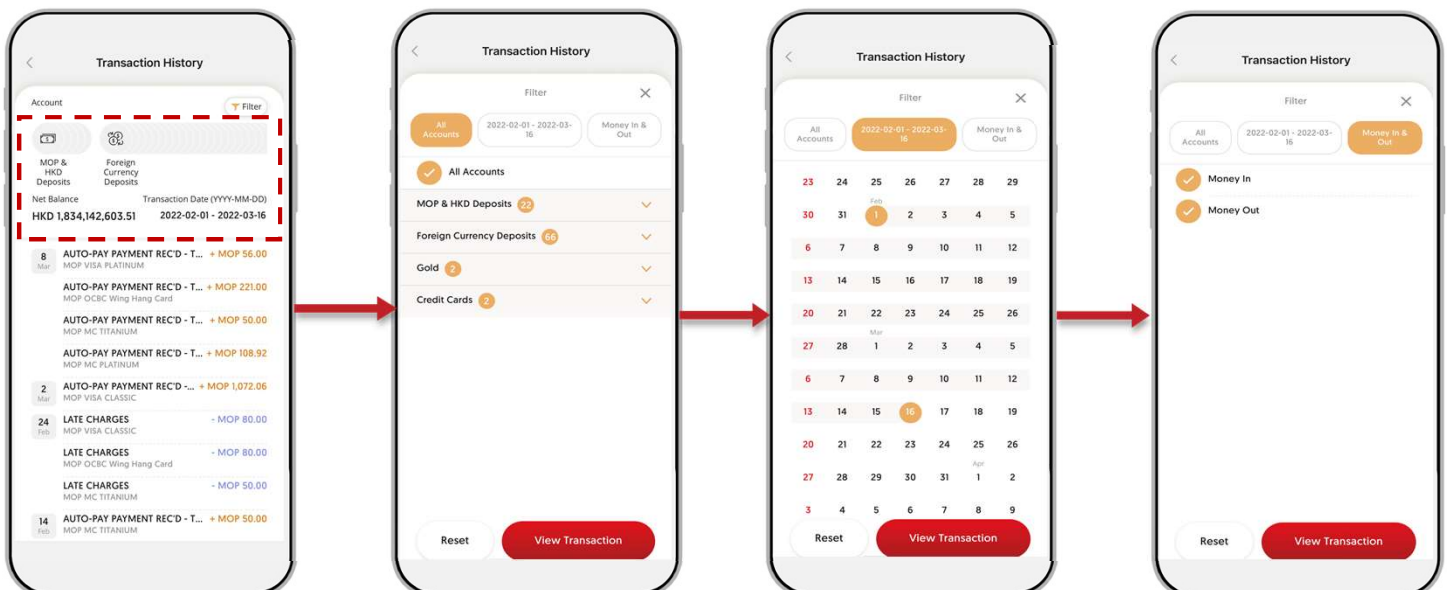 Transaction History
Account
Filter
MOP &
HKD
Deposits
Foreign
Currency
Deposits
Net Balance
Transaction Date (YYYY-MM-DD)
HKD 1,834,142,603.51
2022-02-01 - 2022-03-16
8
Mar
AUTO-PAY PAYMENT REC'D - T... + MOP 56.00
MOP VISA PLATINUM
AUTO-PAY PAYMENT REC'D - T... + MOP 221.00
MOP OCBC Wing Hang Card
AUTO-PAY PAYMENT REC'D - T... + MOP 50.00
MOP MC TITANIUM
AUTO-PAY PAYMENT REC'D - T... + MOP 108.92
MOP MC PLATINUM
2
Mar
AUTO-PAY PAYMENT REC'D -... + MOP 1,072.06
MOP VISA CLASSIC
24
Feb
LATE CHARGES - MOP 80.00
MOP VISA CLASSIC
LATE CHARGES - MOP 80.00
MOP OCBC Wing Hang Card
LATE CHARGES - MOP 50.00
MOP MC TITANIUM
14
Feb
AUTO-PAY PAYMENT REC'D - T... + MOP 50.00
MOP MC TITANIUM
Transaction History
Filter
All
Accounts
2022-02-01 - 2022-03-
16
Money In &
Out
All Accounts
MOP & HKD Deposits 22
Foreign Currency Deposits 66
Gold 2
Credit Cards 2
Reset
View Transaction
Transaction History
Filter
All
Accounts
2022-02-01 - 2022-03-
16
Money In &
Out
23 24 25 26 27 28 29
Feb
30 31 1 2 3 4 5
6 7 8 9 10 11 12
13 14 15 16 17 18 19
20 21 22 23 24 25 26
Mar
27 28 1 2 3 4 5
6 7 8 9 10 11 12
13 14 15 16 17 18 19
20 21 22 23 24 25 26
Apr
27 28 29 30 31 1 2
3 4 5 6 7 8 9
Reset
View Transaction
Transaction History
Filter
All
Accounts
2022-02-01 - 2022-03-
16
Money In &
Out
Money In
Money Out
Reset
View Transaction